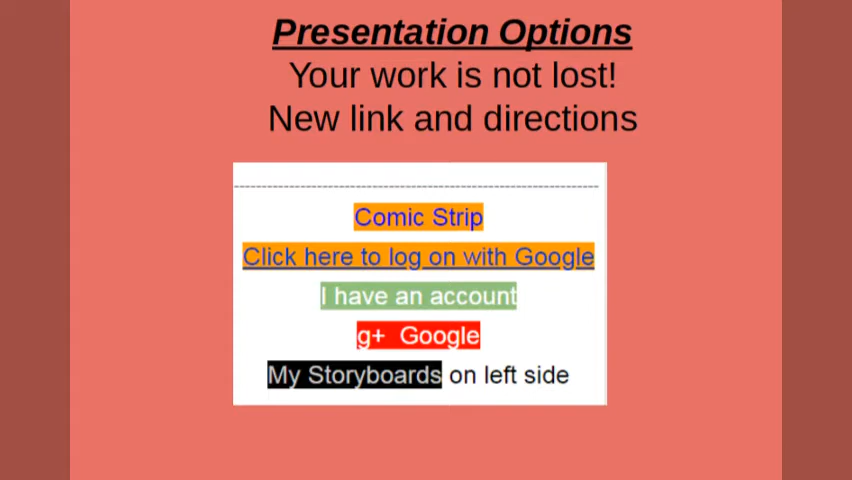 Presentation Options
Your work is not lost!
New link and directions
Comic Strip
Click here to log on with Google
I have an account
g+ Google
My Storyboards on left side